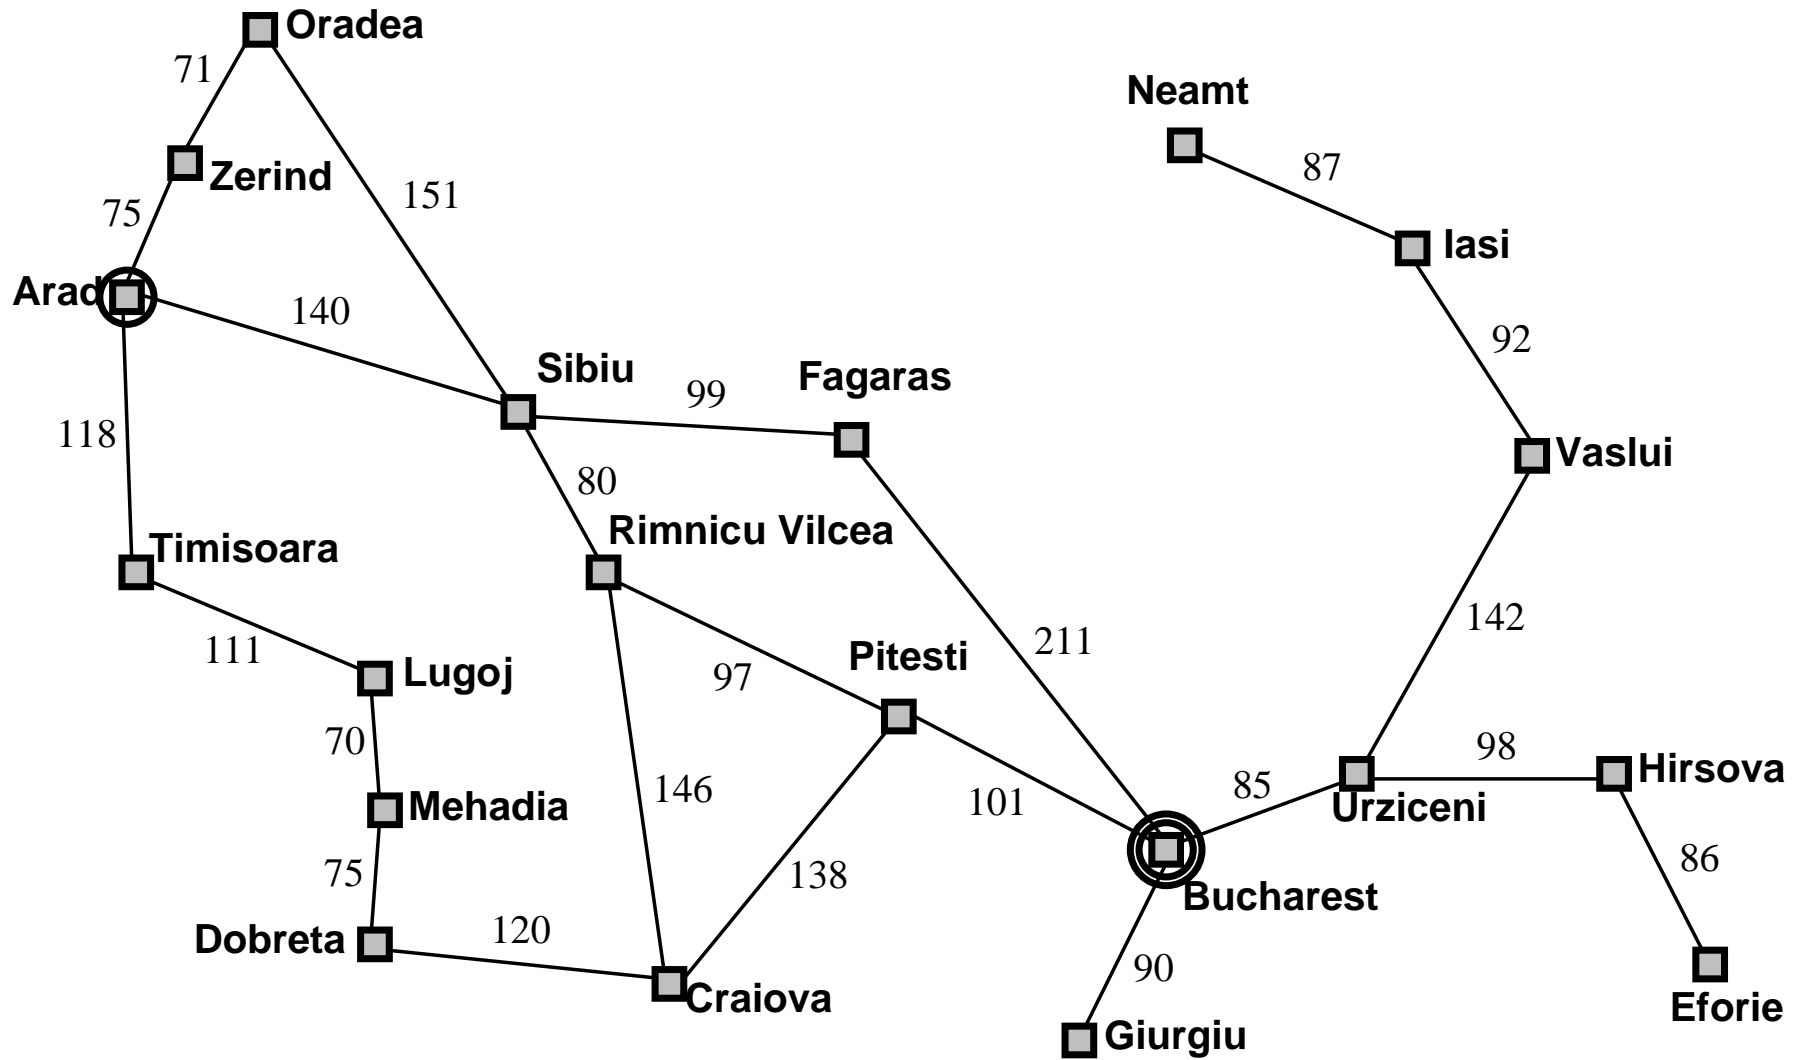 Oradea
71
Neamt
87
Zerind
151
75
Iasi
Arad
140
92
Sibiu
Fagaras
99
118
Vaslui
80
Rimnicu Vilcea
Timisoara
142
211
111
Pitesti
Lugoj
97
70
98
Hirsova
146
85
Mehadia
101
Urziceni
86
75
138
Bucharest
120
Dobreta
90
Craiova
Eforie
Giurgiu